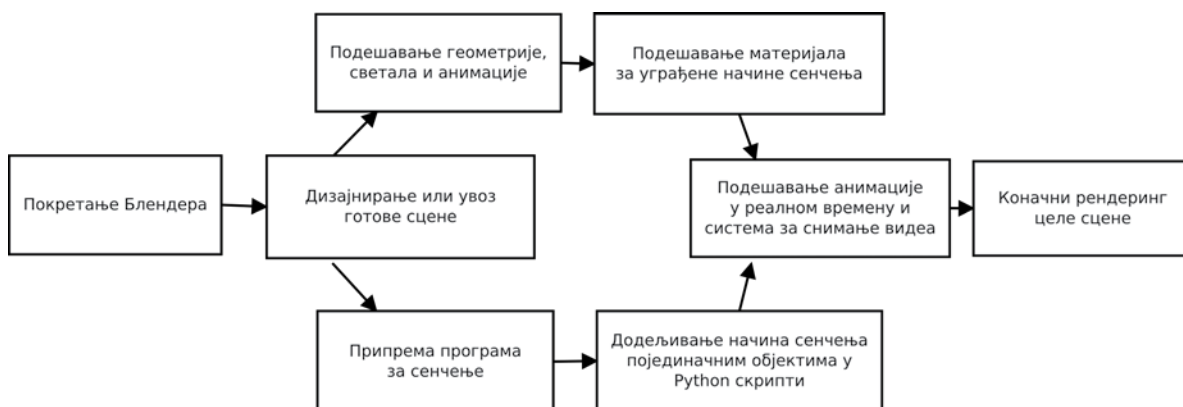 Подешавање геометрије,
светала и анимације
Подешавање материјала
за уграђене начине сенчења
Покретање Блендера
Дизајнирање или увоз
готове сцене
Подешавање анимације
у реалном времену и
система за снимање видеа
Коначни рендеринг
целе сцене
Припрема програма
за сенчење
Додељивање начина сенчења
појединачним објектима у
Python скрипти